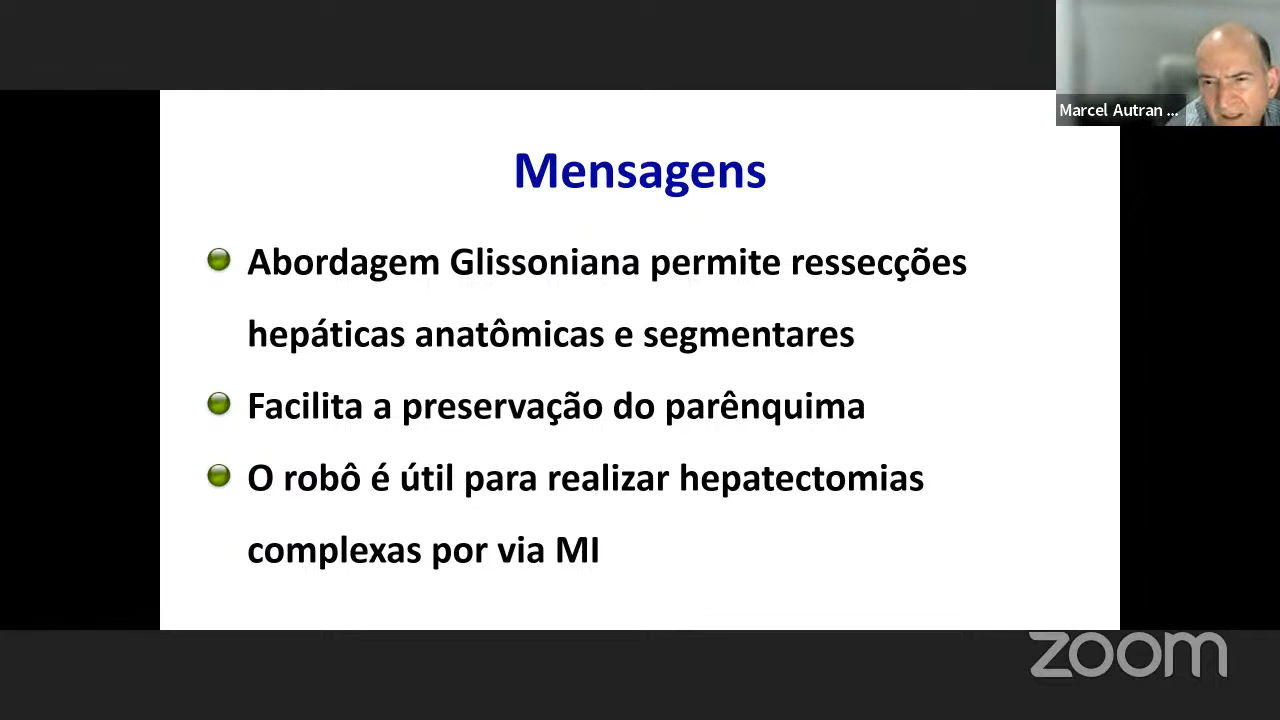 Marcel Autran ...
Mensagens
Abordagem Glissoniana permite ressecções
hepáticas anatômicas e segmentares
Facilita a preservação do parênquima
O robô é útil para realizar hepatectomias
complexas por via MI
zoom